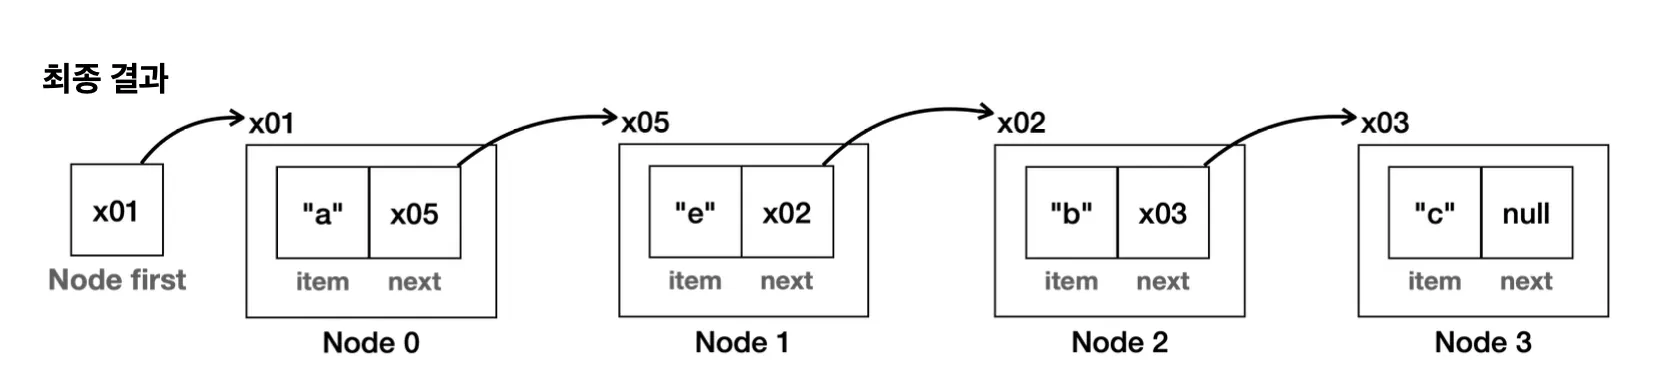 최종 결과
x01 x05 x02 x03
x01 "a" x05 "e" x02 "b" x03 "c" null
Node first item next item next item next item next
Node 0 Node 1 Node 2 Node 3